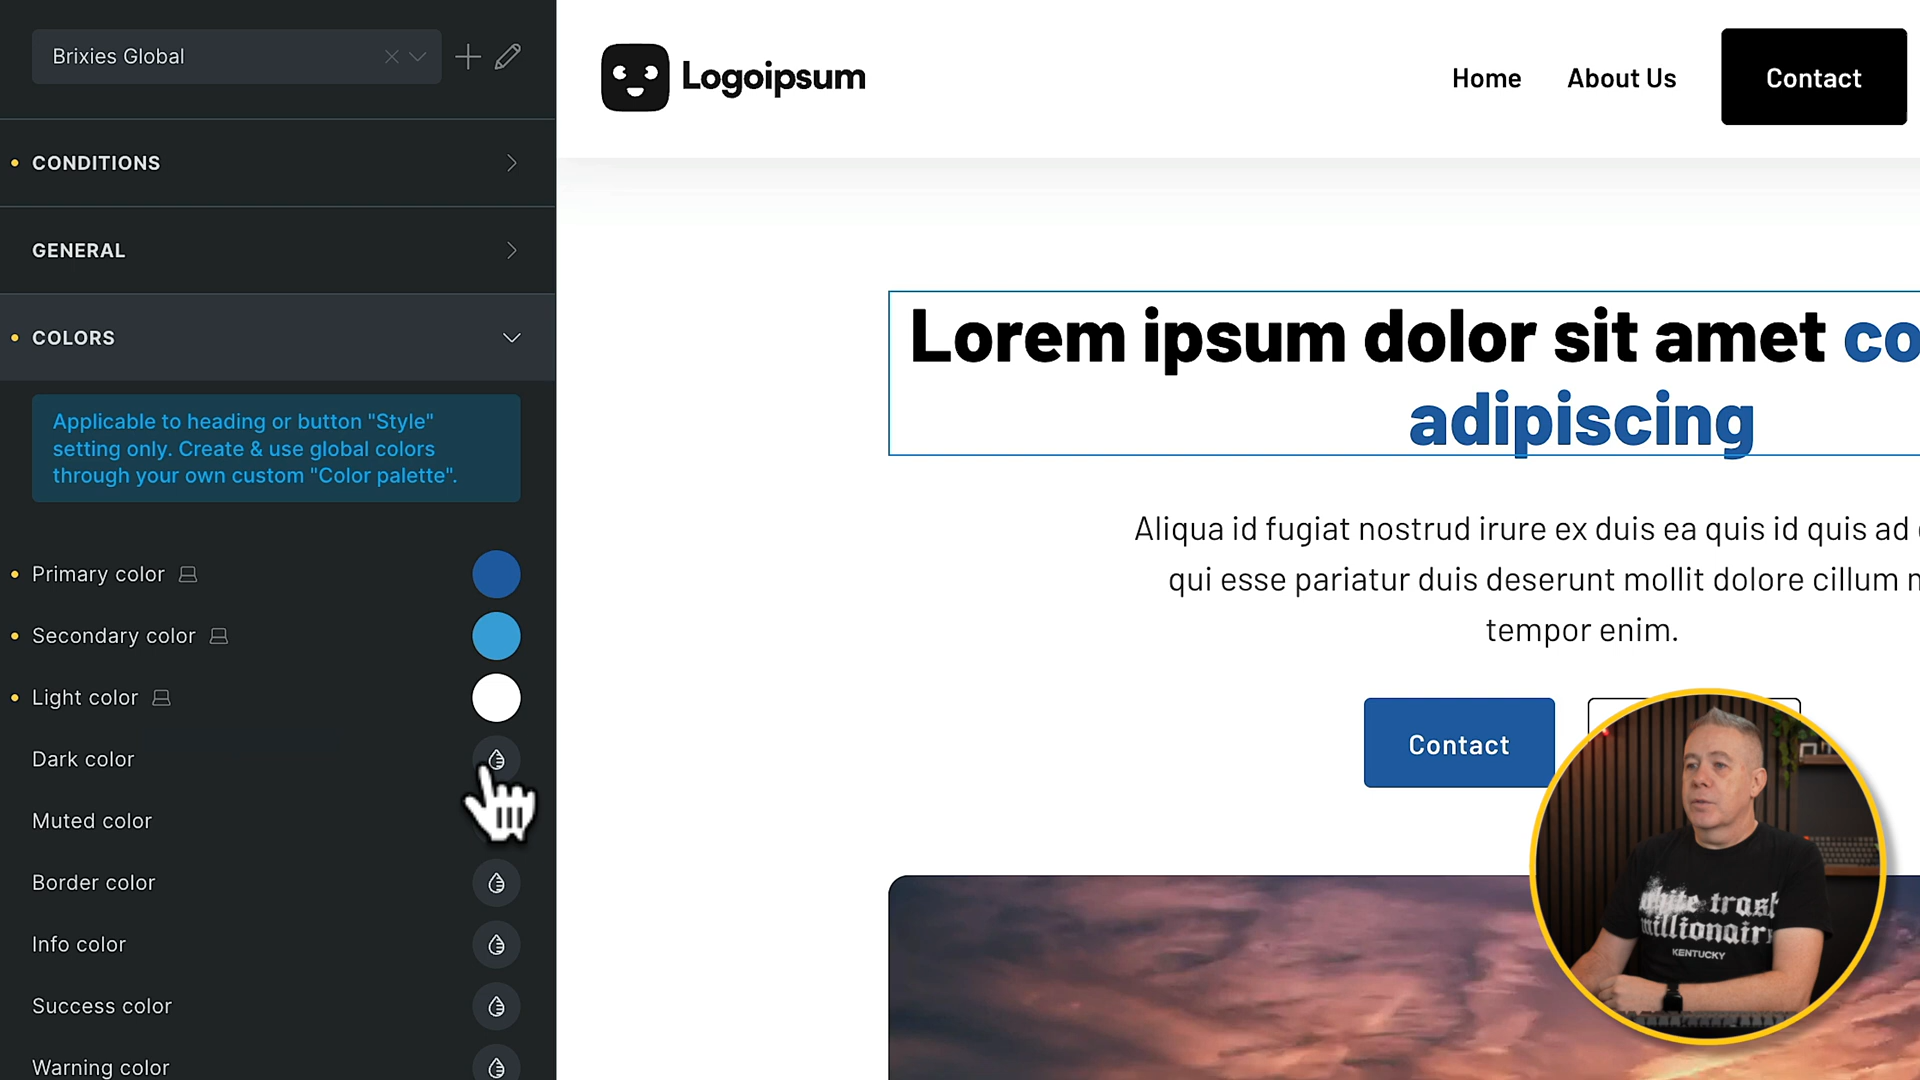 Brixies Global
CONDITIONS
GENERAL
COLORS
Applicable to heading or button "Style"
setting only. Create & use global colors
through your own custom "Color palette".
Primary color
Secondary color
Light color
Dark color
Muted color
Border color
Info color
Success color
Warning color
Logoipsum
Home
About Us
Contact
Lorem ipsum dolor sit amet co
adipiscing
Aliqua id fugiat nostrud irure ex duis ea quis id quis ad
qui esse pariatur duis deserunt mollit dolore cillum
tempor enim.
Contact
white trash
millionair
KENTUCKY